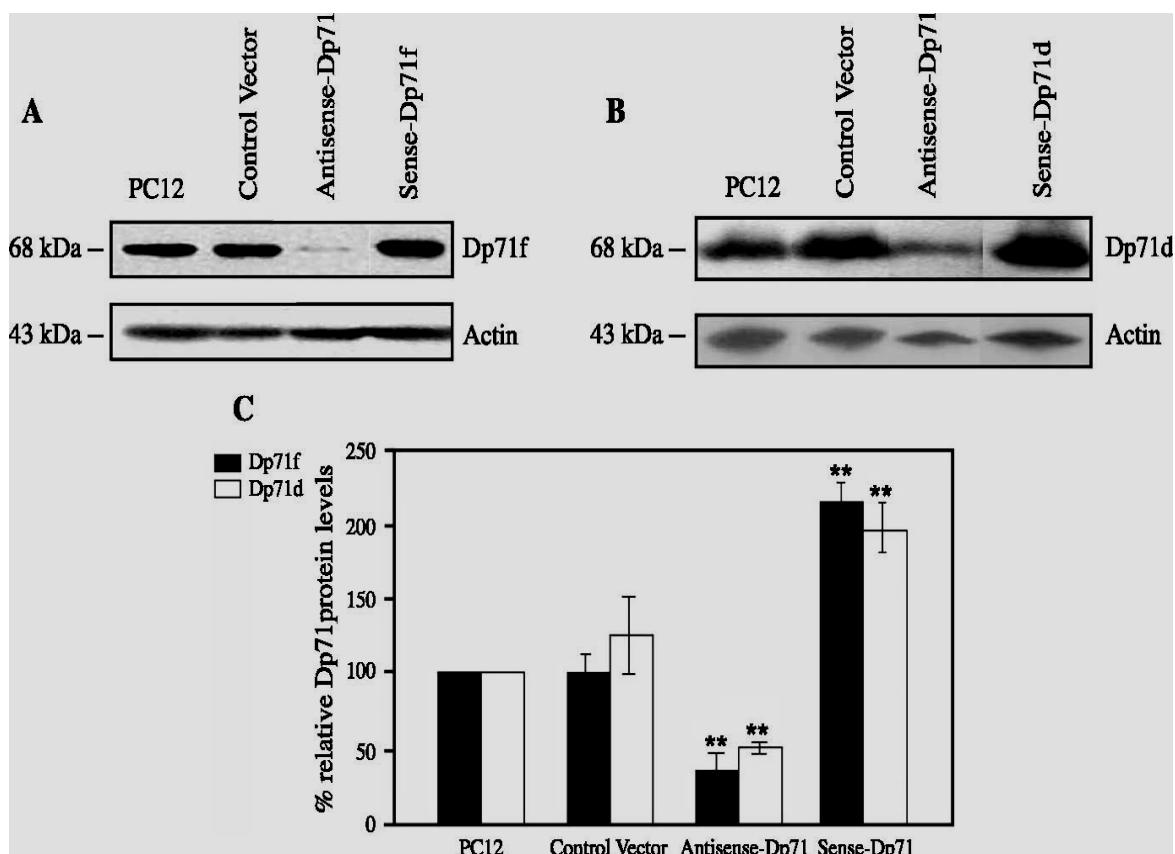 A
PC12
Control Vector
Antisense-Dp71
Sense-Dp71f
68 kDa –
Dp71f
43 kDa –
Actin
B
PC12
Control Vector
Antisense-Dp71
Sense-Dp71d
68 kDa –
Dp71d
43 kDa –
Actin
C
Dp71f
Dp71d
% relative Dp71protein levels
250
200
150
100
50
0
** ** ** **
PC12 Control Vector Antisense-Dp71 Sense-Dp71